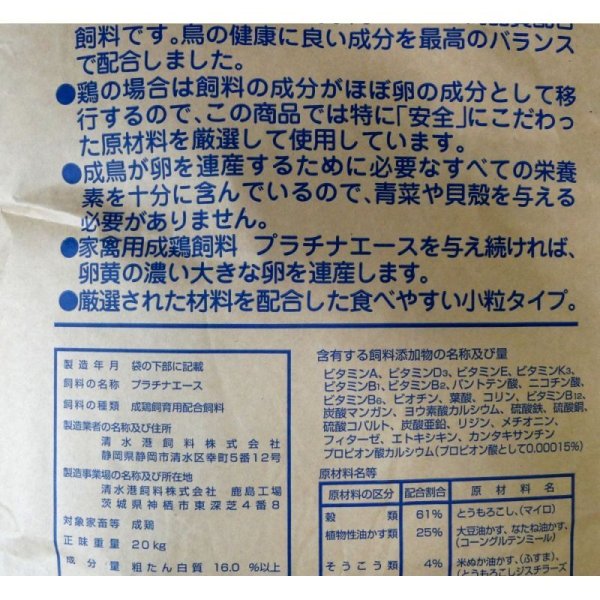 飼料です。鳥の健康に良い成分を最高のバランス
で配合しました。
●鶏の場合は飼料の成分がほぼ卵の成分として移
行するので、この商品では特に「安全」にこだわっ
た原材料を厳選して使用しています。
●成鳥が卵を連産するために必要なすべての栄養
素を十分に含んでいるので、青菜や貝殻を与える
必要がありません。
●家禽用成鶏飼料 プラチナエースを与え続ければ、
卵黄の濃い大きな卵を連産します。
●厳選された材料を配合した食べやすい小粒タイプ。
製造年月 袋の下部に記載
飼料の名称 プラチナエース
飼料の種類 成鶏飼育用配合飼料
製造業者の名称及び住所
清水港飼料株式会社
静岡県静岡市清水区幸町5番12号
製造事業場の名称及び所在地
清水港飼料株式会社 鹿島工場
茨城県神栖市東深芝4番8
対象家畜等 成鶏
正味重量 20kg
成分量 粗たん白質 16.0%以上
含有する飼料添加物の名称及び量
ビタミンA、ビタミンD3、ビタミンE、ビタミンK3、
ビタミンB1、ビタミンB2、パントテン酸、ニコチン酸、
ビタミンB6、ビオチン、葉酸、コリン、ビタミンB12、
炭酸マンガン、ヨウ素酸カルシウム、硫酸鉄、硫酸銅、
硫酸コバルト、炭酸亜鉛、リジン、メチオニン、
フィターゼ、エトキシキン、カンタキサンチン
プロピオン酸カルシウム(プロピオン酸として0.00015%)
原材料名等
原材料の区分 配合割合 原材料名
穀類 61% とうもろこし、(マイロ)
植物性油かす類 25% 大豆油かす、なたね油かす、
(コーングルテンミール)
そうこう類 4% 米ぬか油かす、(ふすま)、
(とうもろこしジスチラーズ